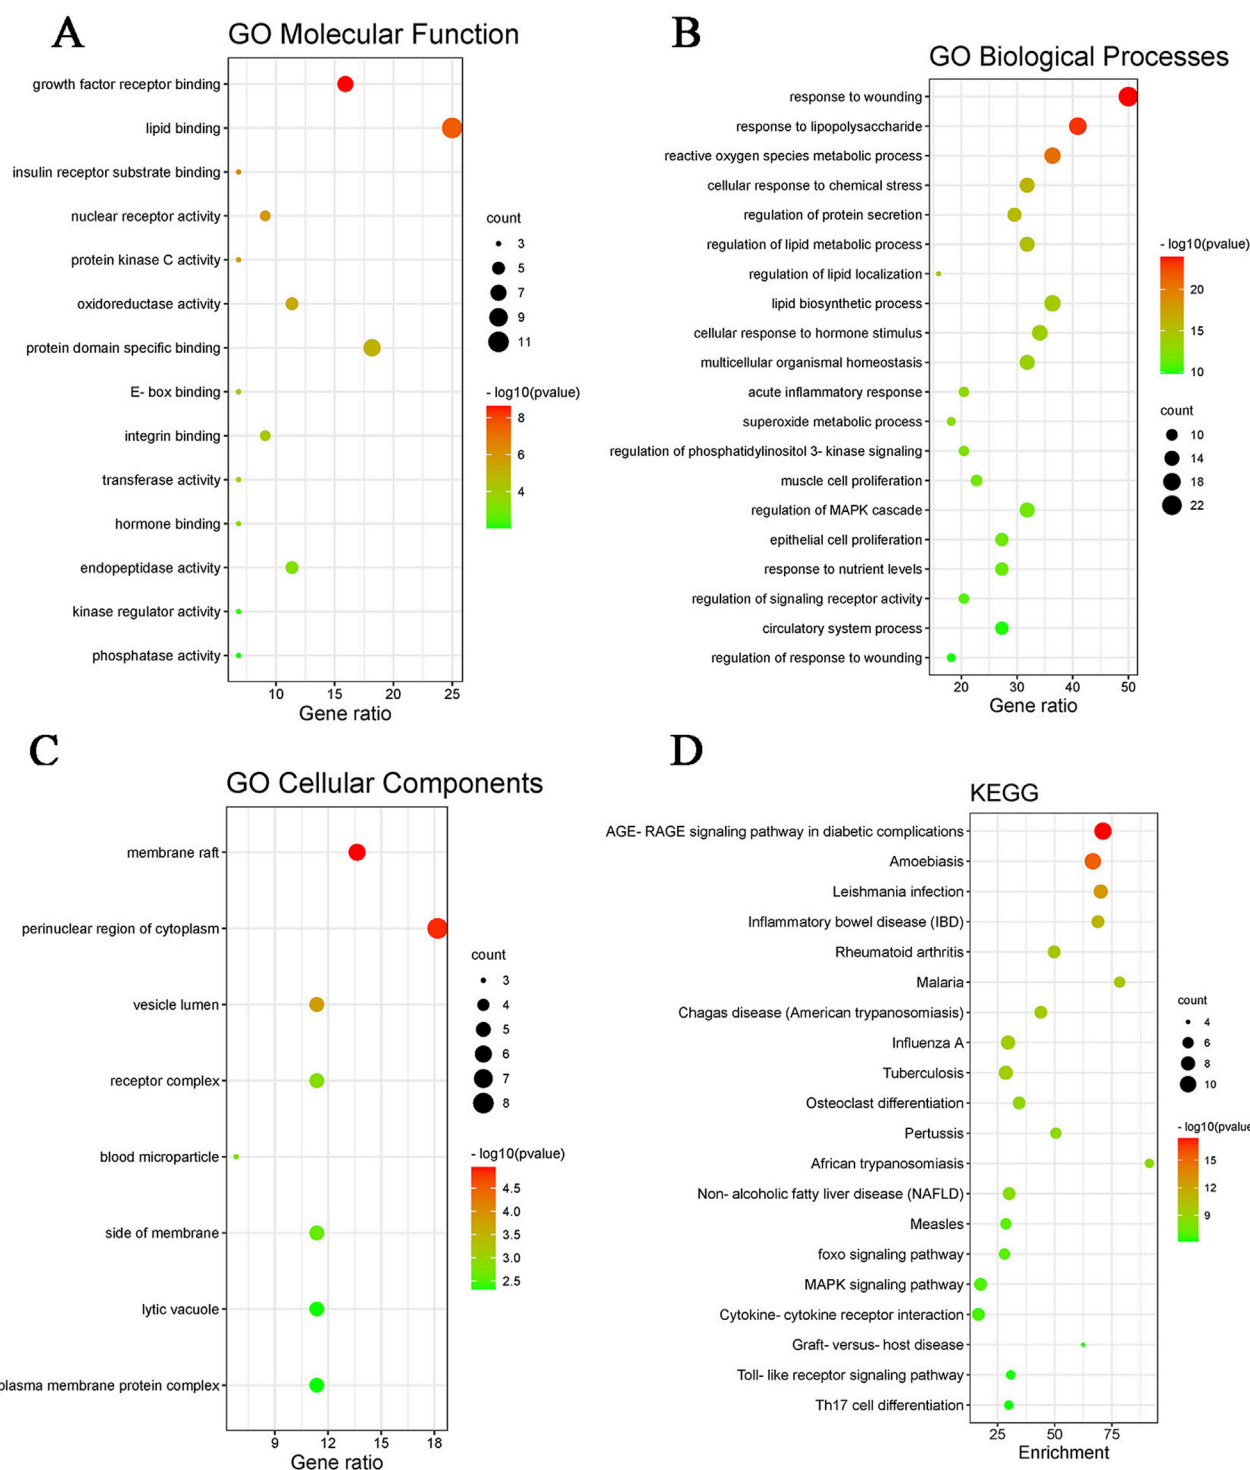 A
GO Molecular Function
growth factor receptor binding
lipid binding
insulin receptor substrate binding
nuclear receptor activity
protein kinase C activity
oxidoreductase activity
protein domain specific binding
E- box binding
integrin binding
transferase activity
hormone binding
endopeptidase activity
kinase regulator activity
phosphatase activity
10 15 20 25
Gene ratio
count
3
5
7
9
11
- log10(pvalue)
8
6
4
B
GO Biological Processes
response to wounding
response to lipopolysaccharide
reactive oxygen species metabolic process
cellular response to chemical stress
regulation of protein secretion
regulation of lipid metabolic process
regulation of lipid localization
lipid biosynthetic process
cellular response to hormone stimulus
multicellular organismal homeostasis
acute inflammatory response
superoxide metabolic process
regulation of phosphatidylinositol 3- kinase signaling
muscle cell proliferation
regulation of MAPK cascade
epithelial cell proliferation
response to nutrient levels
regulation of signaling receptor activity
circulatory system process
regulation of response to wounding
20 30 40 50
Gene ratio
- log10(pvalue)
20
15
10
count
10
14
18
22
C
GO Cellular Components
membrane raft
perinuclear region of cytoplasm
vesicle lumen
receptor complex
blood microparticle
side of membrane
lytic vacuole
plasma membrane protein complex
9 12 15 18
Gene ratio
count
3
4
5
6
7
8
- log10(pvalue)
4.5
4.0
3.5
3.0
2.5
D
KEGG
AGE- RAGE signaling pathway in diabetic complications
Amoebiasis
Leishmania infection
Inflammatory bowel disease (IBD)
Rheumatoid arthritis
Malaria
Chagas disease (American trypanosomiasis)
Influenza A
Tuberculosis
Osteoclast differentiation
Pertussis
African trypanosomiasis
Non- alcoholic fatty liver disease (NAFLD)
Measles
foxo signaling pathway
MAPK signaling pathway
Cytokine- cytokine receptor interaction
Graft- versus- host disease
Toll- like receptor signaling pathway
Th17 cell differentiation
25 50 75
Enrichment
count
4
6
8
10
- log10(pvalue)
15
12
9